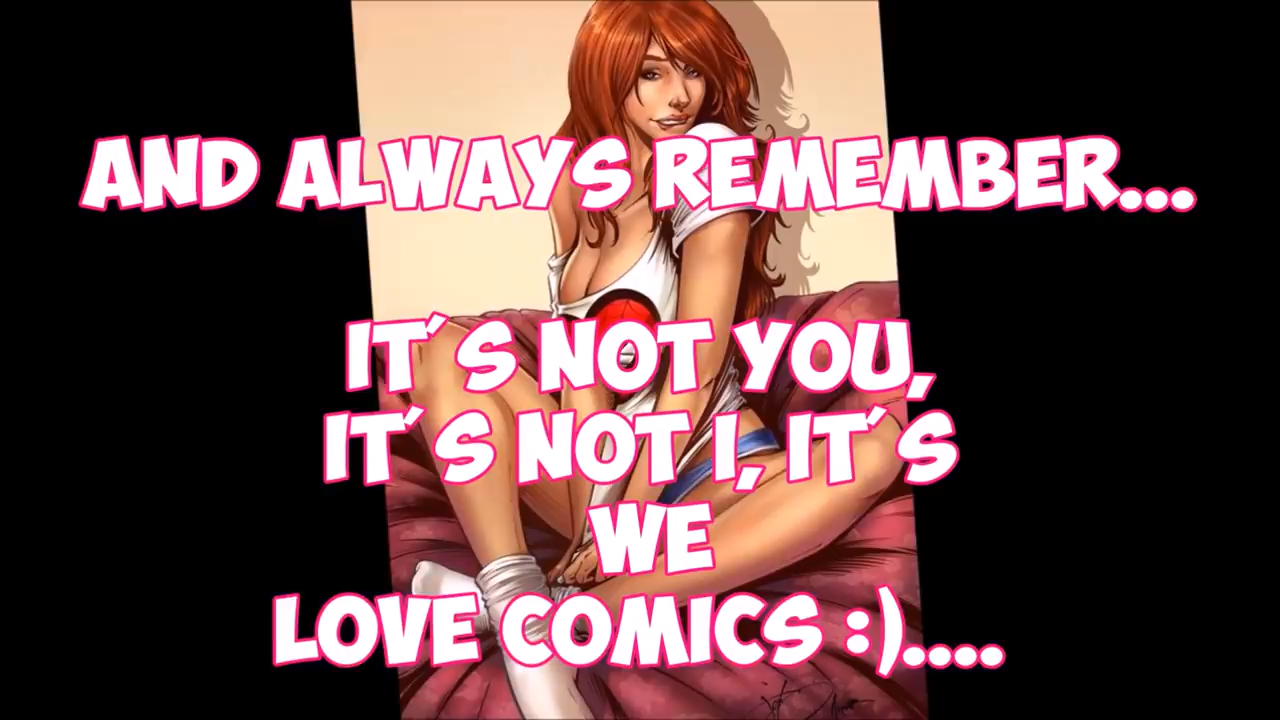 AND ALWAYS REMEMBER...
IT'S NOT YOU,
IT'S NOT I, IT'S
WE
LOVE COMICS :)....